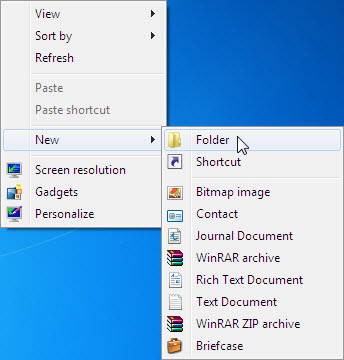 View
Sort by
Refresh
Paste
Paste shortcut
New
Screen resolution
Gadgets
Personalize
Folder
Shortcut
Bitmap image
Contact
Journal Document
WinRAR archive
Rich Text Document
Text Document
WinRAR ZIP archive
Briefcase